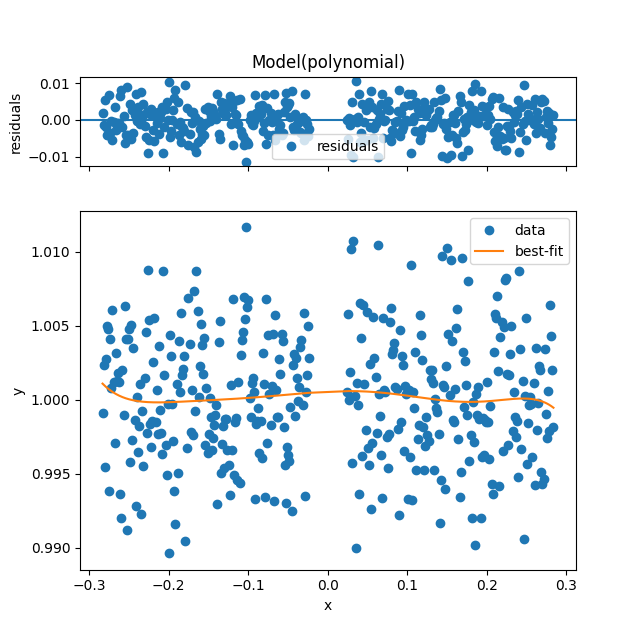 Model(polynomial)
0.01
0.00
−0.01
residuals
residuals
1.010
1.005
1.000
0.995
0.990
y
data
best-fit
−0.3 −0.2 −0.1 0.0 0.1 0.2 0.3
x